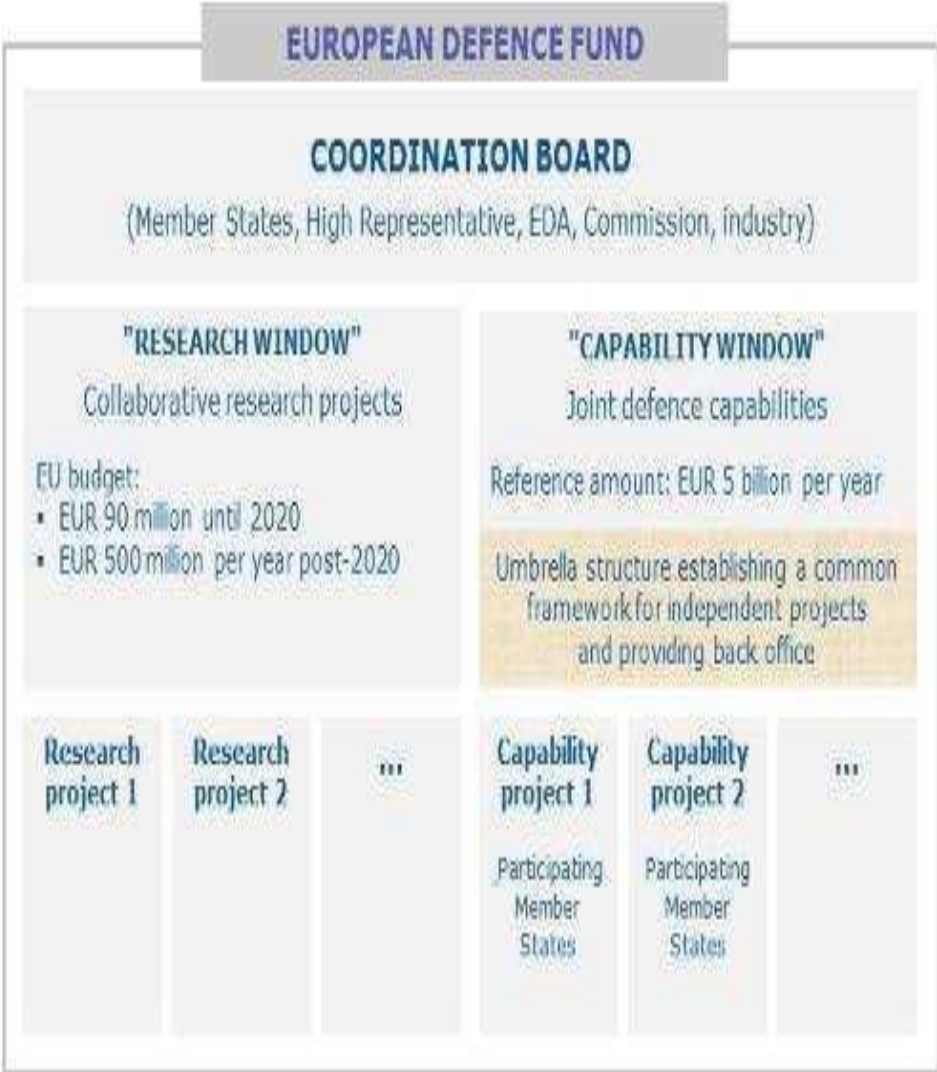 EUROPEAN DEFENCE FUND
COORDINATION BOARD
(Member States, High Representative, EDA, Commission, industry)
"RESEARCH WINDOW"
Collaborative research projects
EU budget:
▪ EUR 90 million until 2020
▪ EUR 500 million per year post-2020
"CAPABILITY WINDOW"
Joint defence capabilities
Reference amount: EUR 5 billion per year
Umbrella structure establishing a common
framework for independent projects
and providing back office
Research
project 1
Research
project 2
...
Capability
project 1
Participating
Member
States
Capability
project 2
Participating
Member
States
...